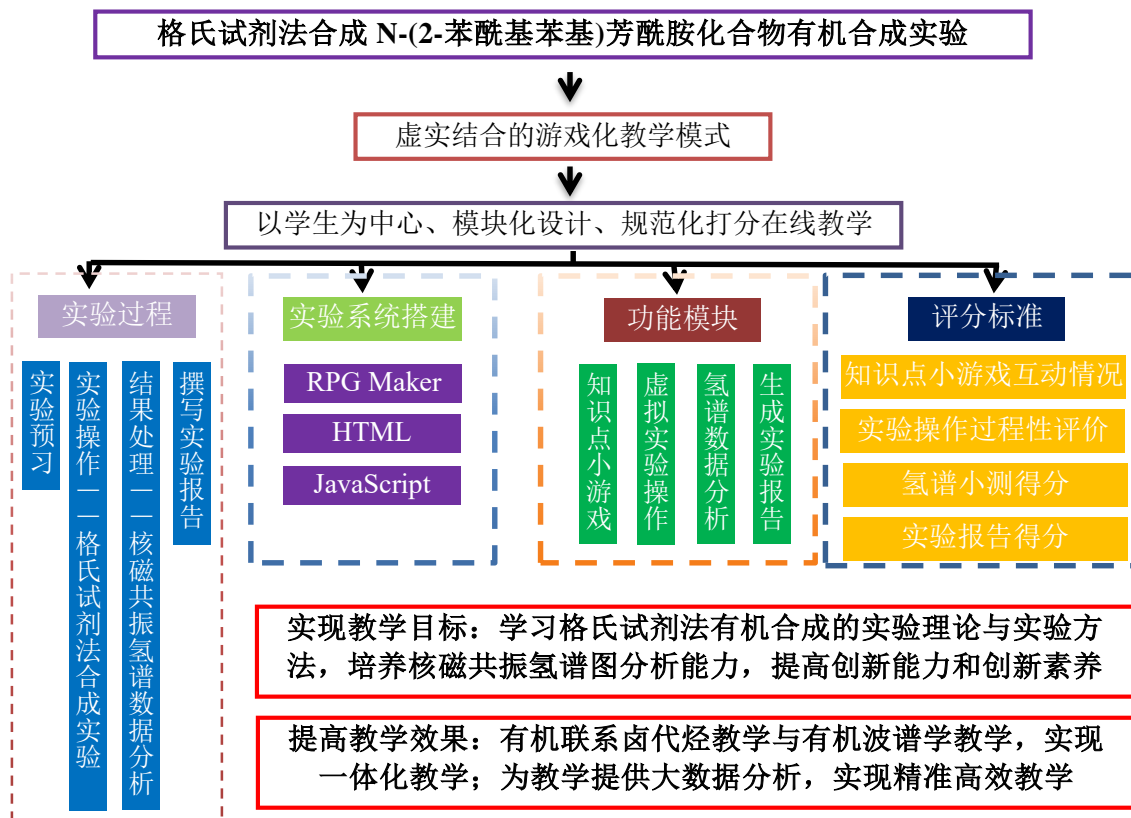 格氏试剂法合成 N-(2-苯酰基苯基)芳酰胺化合物有机合成实验
虚实结合的游戏化教学模式
以学生为中心、模块化设计、规范化打分在线教学
实验过程
实验预习
实验操作——格氏试剂法合成实验
结果处理——核磁共振氢谱数据分析
撰写实验报告
实验系统搭建
RPG Maker
HTML
JavaScript
功能模块
知识点小游戏
虚拟实验操作
氢谱数据分析
生成实验报告
评分标准
知识点小游戏互动情况
实验操作过程性评价
氢谱小测得分
实验报告得分
实现教学目标：学习格氏试剂法有机合成的实验理论与实验方
法，培养核磁共振氢谱图分析能力，提高创新能力和创新素养
提高教学效果：有机联系卤代烃教学与有机波谱学教学，实现
一体化教学；为教学提供大数据分析，实现精准高效教学